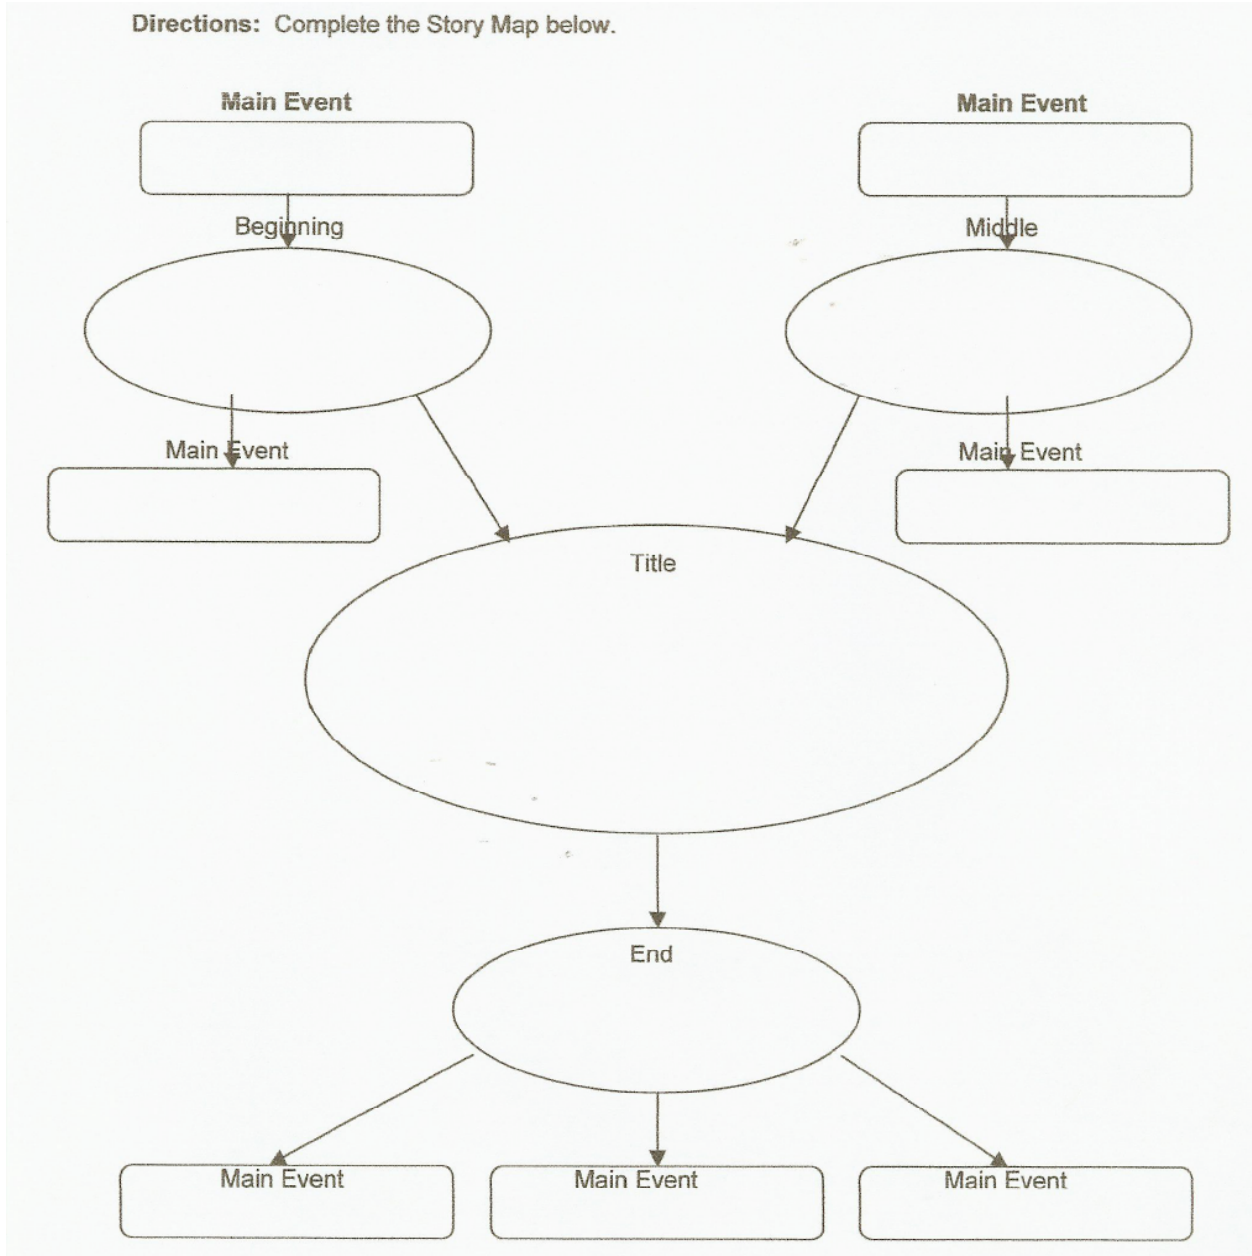 Directions: Complete the Story Map below.
Main Event
Main Event
Beginning
Middle
Main Event
Main Event
Title
End
Main Event
Main Event
Main Event